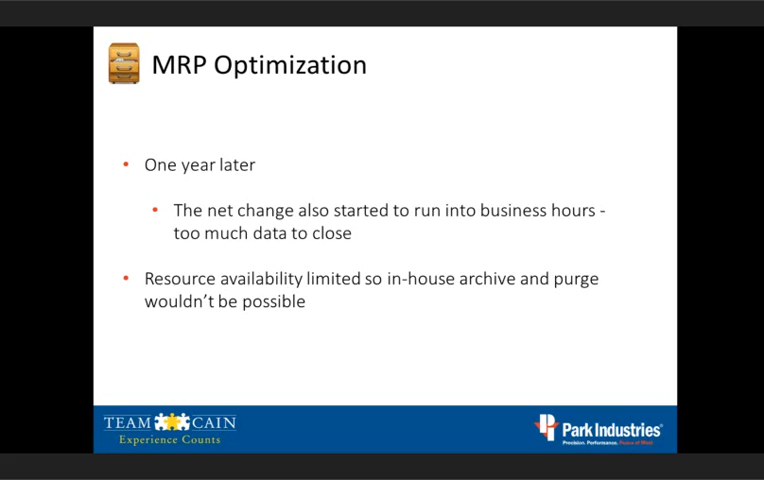 MRP Optimization
One year later
The net change also started to run into business hours -
too much data to close
Resource availability limited so in-house archive and purge
wouldn't be possible
TEAM CAIN
Experience Counts
Park Industries®
Precision. Performance. Peace of Mind.